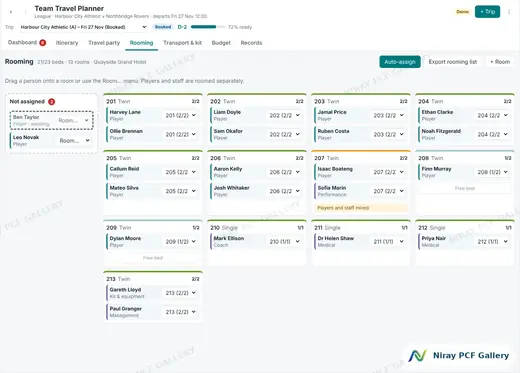 Team Travel Planner
League · Harbour City Athletic v Northbridge Rovers · departs Fri 27 Nov 12:00
Demo
+ Trip
Trip Harbour City Athletic (A) • Fri 27 Nov (Booked) Booked D-2 72% ready
Dashboard Itinerary Travel party Rooming Transport & kit Budget Records
Rooming 21/23 beds · 13 rooms · Quayside Grand Hotel
Auto-assign Export rooming list + Room
Drag a person onto a room or use the Room… menu. Players and staff are roomed separately.
Not assigned 2
Ben Taylor
Room…
Leo Novak
Player
Room…
201 Twin 2/2
Harvey Lane
Player
201 (2/2)
Ollie Brennan
Player
201 (2/2)
202 Twin 2/2
Liam Doyle
Player
202 (2/2)
Sam Okafor
Player
202 (2/2)
203 Twin 2/2
Jamal Price
Player
203 (2/2)
Ruben Costa
Player
203 (2/2)
204 Twin 2/2
Ethan Clarke
Player
204 (2/2)
Noah Fitzgerald
Player
204 (2/2)
205 Twin 2/2
Callum Reid
Player
205 (2/2)
Mateo Silva
Player
205 (2/2)
206 Twin 2/2
Aaron Kelly
Player
206 (2/2)
Josh Whitaker
Player
206 (2/2)
207 Twin 2/2
Isaac Boateng
Player
207 (2/2)
Sofia Marin
Performance
207 (2/2)
Players and staff mixed
208 Twin 1/2
Finn Murray
Player
208 (1/2)
Free bed
209 Twin 1/2
Dylan Moore
Player
209 (1/2)
Free bed
210 Single 1/1
Mark Ellison
Coach
210 (1/1)
211 Single 1/1
Dr Helen Shaw
Medical
211 (1/1)
212 Single 1/1
Priya Nair
Medical
212 (1/1)
213 Twin 2/2
Gareth Lloyd
Kit & equipment
213 (2/2)
Paul Granger
Management
213 (2/2)
Niray PCF Gallery